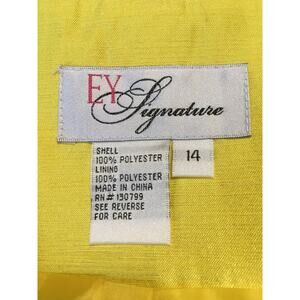 EY Signature
SHELL
100% POLYESTER
LINING
100% POLYESTER
MADE IN CHINA
RN# 130799
SEE REVERSE
FOR CARE
14